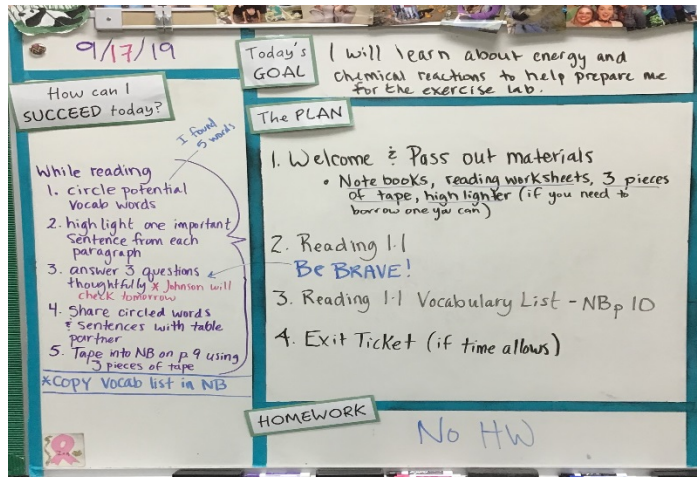 9/17/19
How can I
SUCCEED today?
I found
5 words
While reading
1. circle potential
vocab words
2. highlight one important
sentence from each
paragraph
3. answer 3 questions
thoughtfully * Johnson will
check tomorrow
4. Share circled words
& sentences with table
partner
5. Tape into NB on p 9 using
3 pieces of tape
*COPY Vocab list in NB
Today's
GOAL
I will learn about energy and
chemical reactions to help prepare me
for the exercise lab.
The PLAN
1. Welcome & Pass out materials
• Note books, reading worksheets, 3 pieces
of tape, high lighter (if you need to
borrow one you can)
2. Reading 1.1
Be BRAVE!
3. Reading 1.1 Vocabulary List - NB p 10
4. Exit Ticket (if time allows)
HOMEWORK
No HW